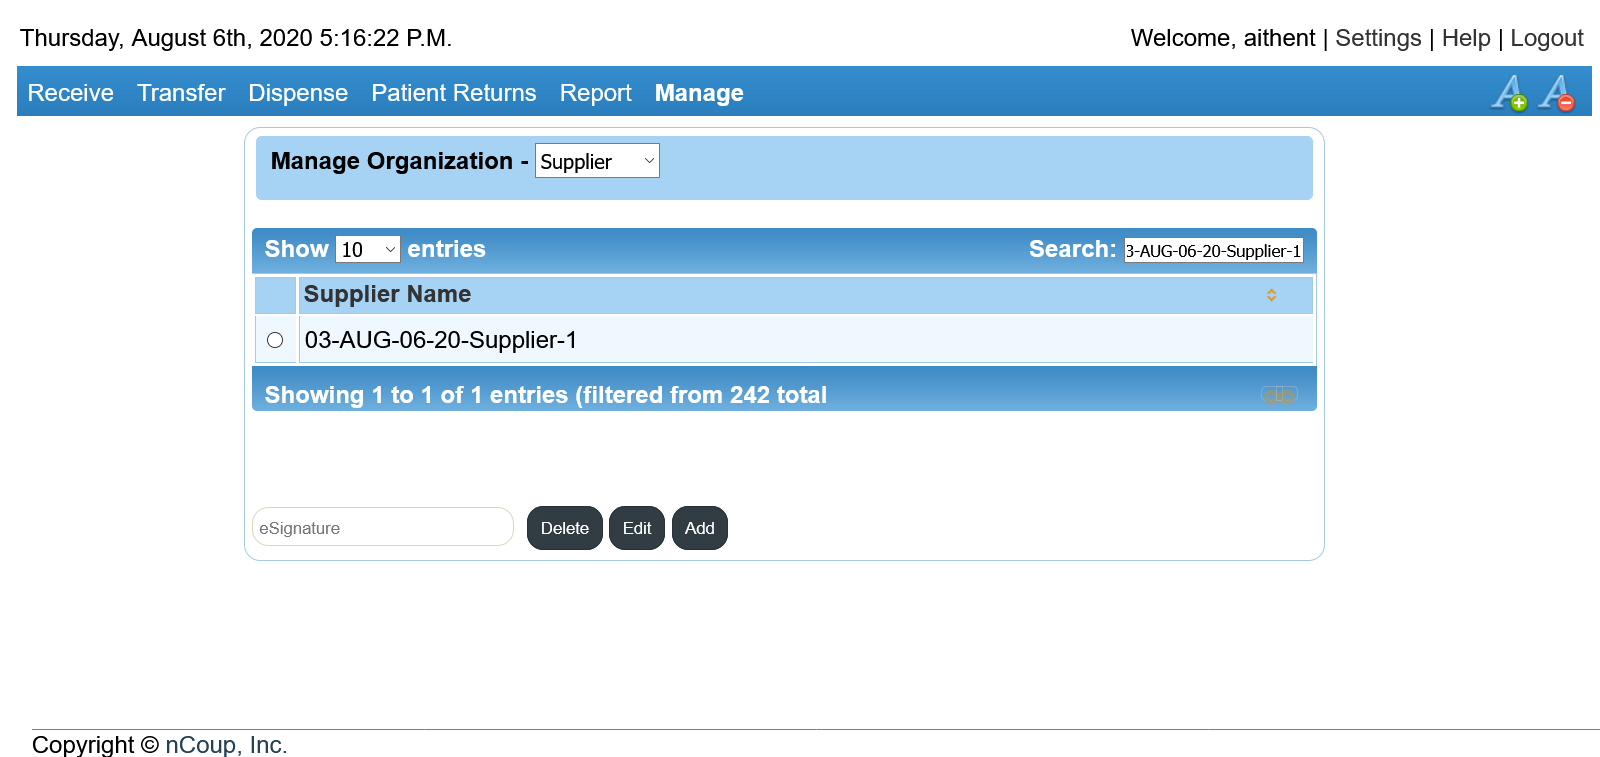 Thursday, August 6th, 2020 5:16:22 P.M.
Welcome, aithent | Settings | Help | Logout
Receive Transfer Dispense Patient Returns Report Manage
Manage Organization - Supplier
Show 10 entries
Search: 3-AUG-06-20-Supplier-1
Supplier Name
03-AUG-06-20-Supplier-1
Showing 1 to 1 of 1 entries (filtered from 242 total
eSignature Delete Edit Add
Copyright © nCoup, Inc.